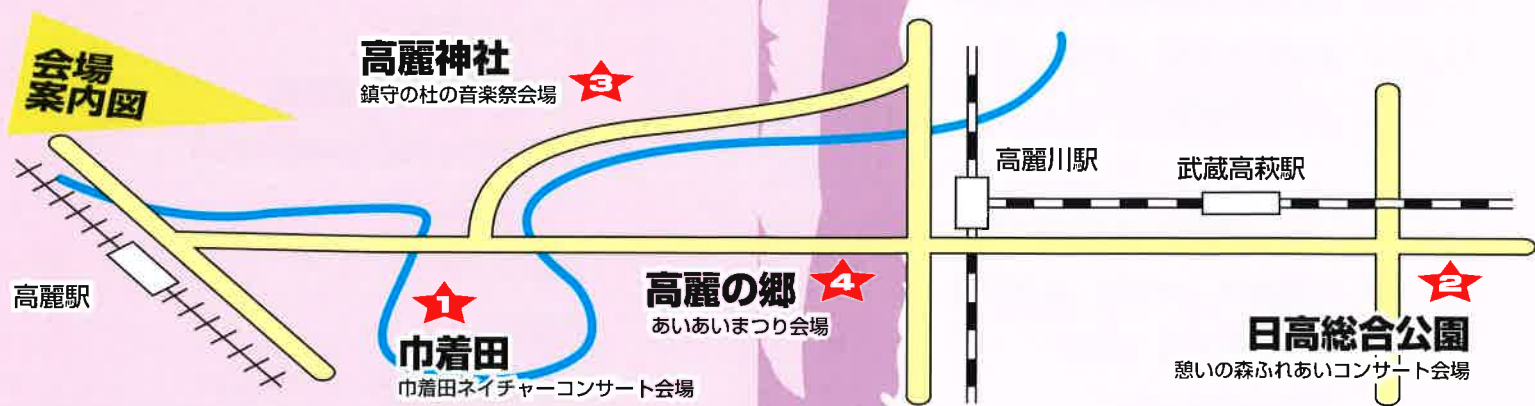 会場
案内図
高麗神社
鎮守の杜の音楽祭会場
3
高麗川駅
武蔵高萩駅
高麗駅
1
巾着田
巾着田ネイチャーコンサート会場
高麗の郷
4
あいあいまつり会場
2
日高総合公園
憩いの森ふれあいコンサート会場